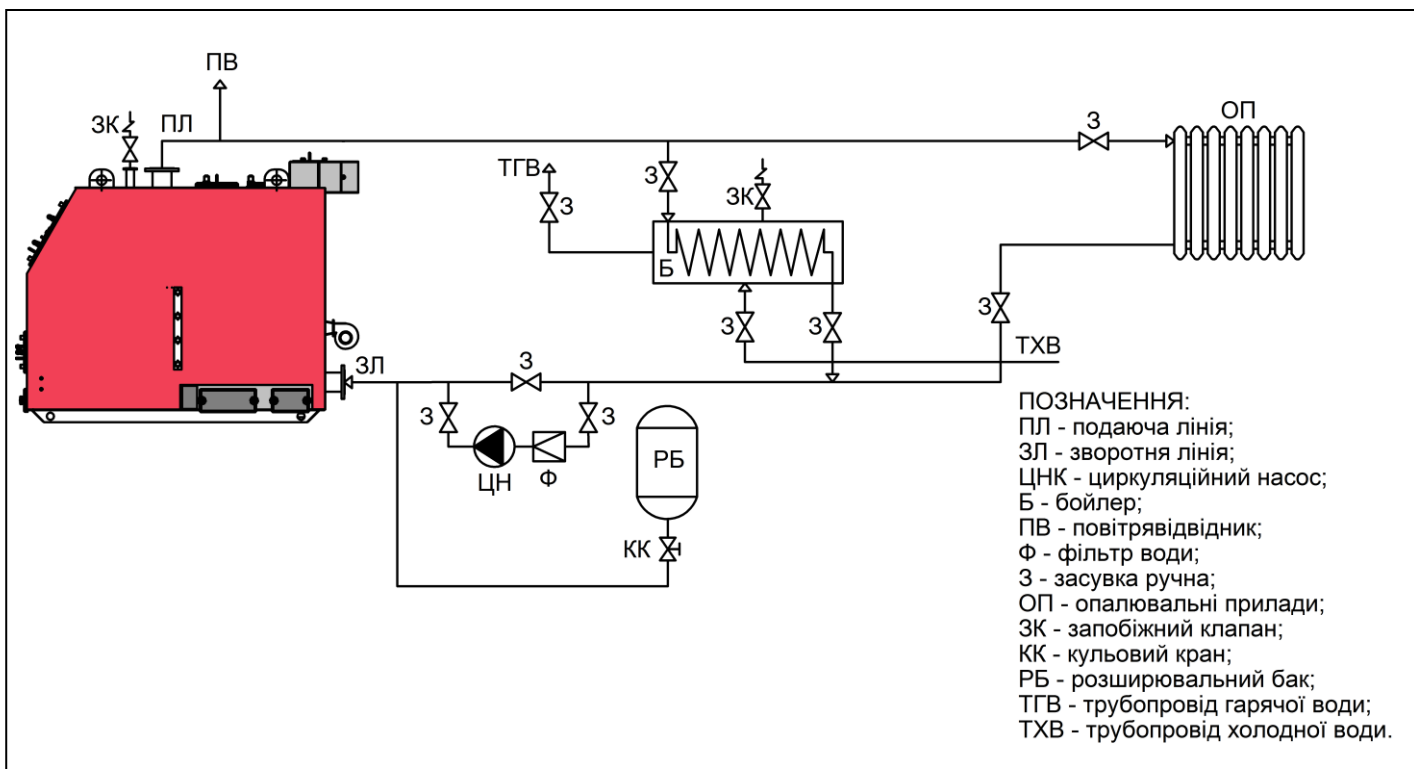 ПВ
ЗК
ПЛ
З
ОП
ТГВ
З
З
ЗК
Б
З
З
З
ТХВ
ЗЛ
З
З
З
ЦН
Ф
РБ
КК
ПОЗНАЧЕННЯ:
ПЛ - подаюча лінія;
ЗЛ - зворотня лінія;
ЦНК - циркуляційний насос;
Б - бойлер;
ПВ - повітрявідвідник;
Ф - фільтр води;
З - засувка ручна;
ОП - опалювальні прилади;
ЗК - запобіжний клапан;
КК - кульовий кран;
РБ - розширювальний бак;
ТГВ - трубопровід гарячої води;
ТХВ - трубопровід холодної води.